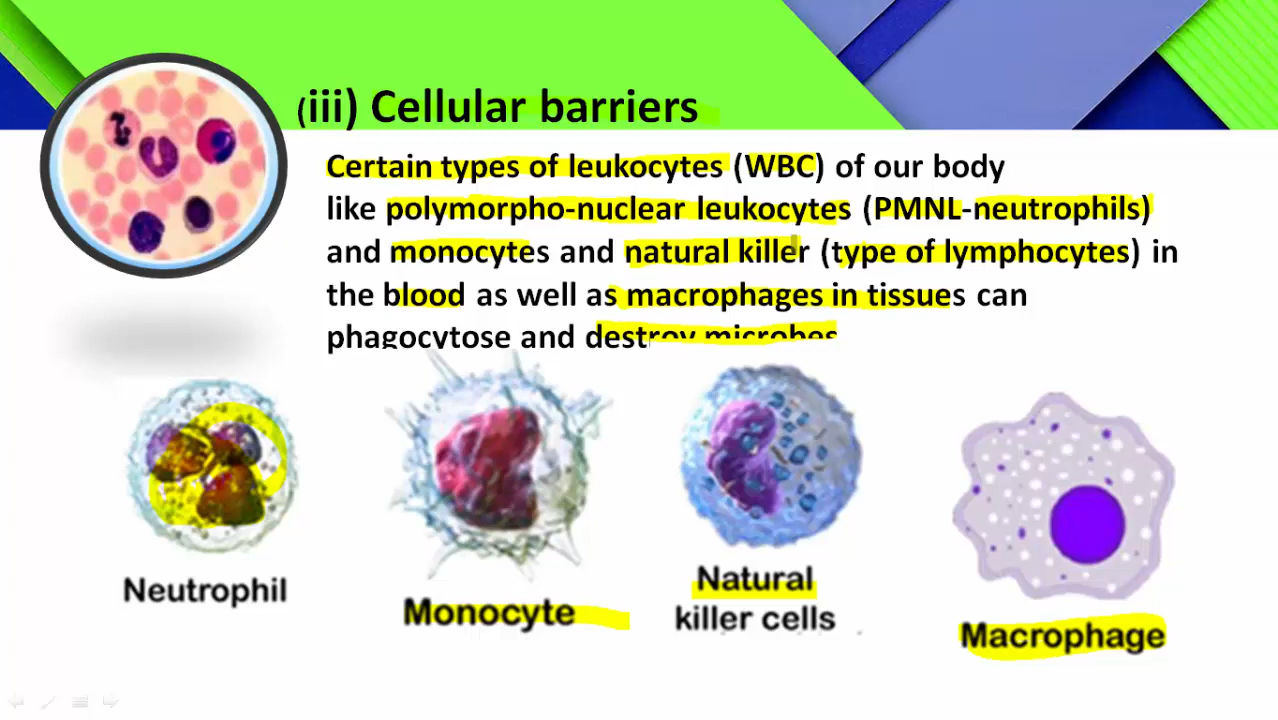 (iii) Cellular barriers
Certain types of leukocytes (WBC) of our body
like polymorpho-nuclear leukocytes (PMNL-neutrophils)
and monocytes and natural killer (type of lymphocytes) in
the blood as well as macrophages in tissues can
phagocytose and destroy microbes
Neutrophil
Monocyte
Natural
killer cells
Macrophage